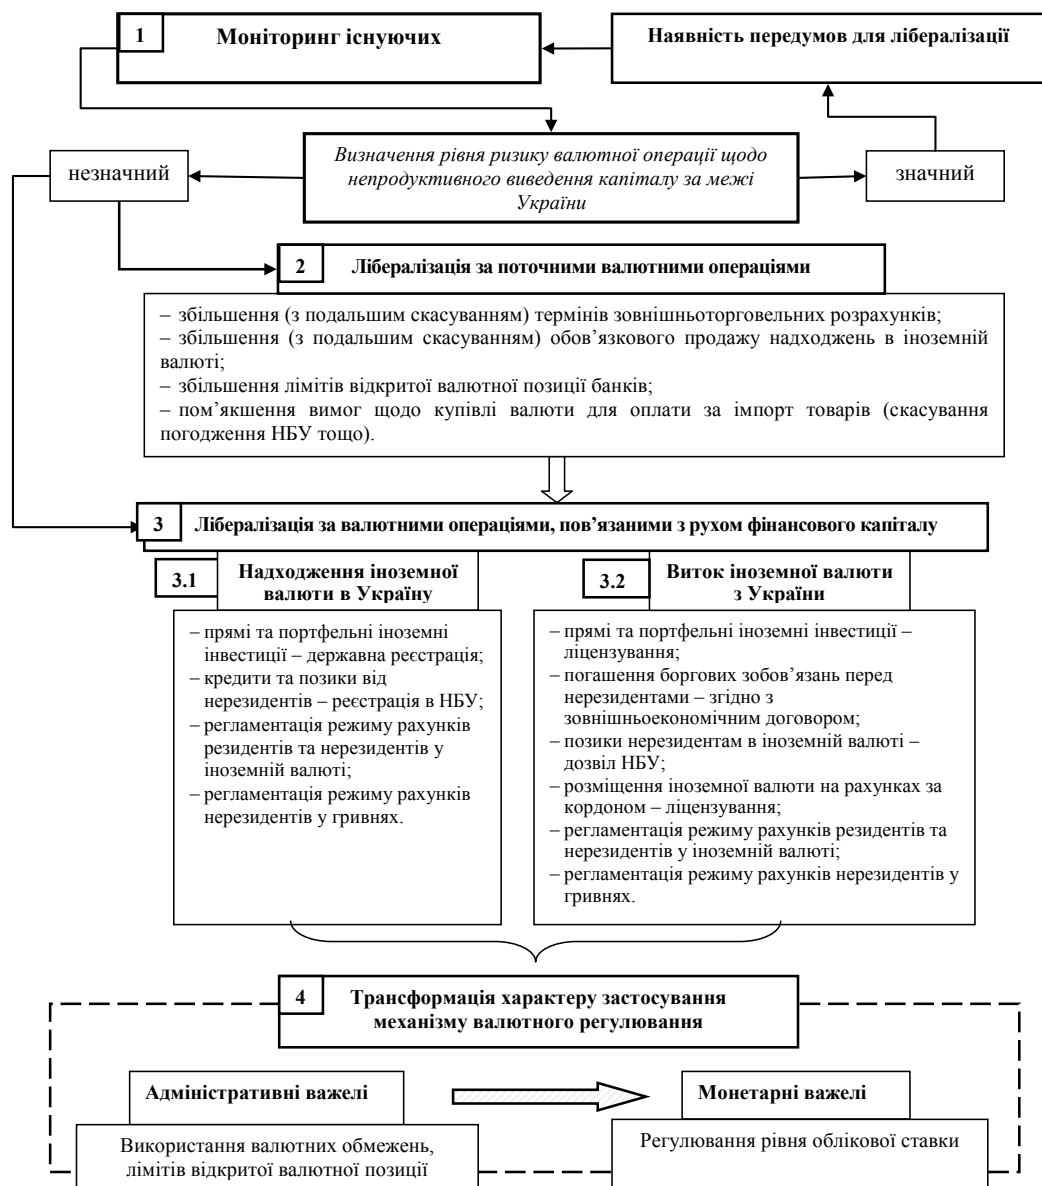 1
Моніторинг існуючих
Наявність передумов для лібералізації
незначний
Визначення рівня ризику валютної операції щодо
непродуктивного виведення капіталу за межі
України
значний
2
Лібералізація за поточними валютними операціями
– збільшення (з подальшим скасуванням) термінів зовнішньоторговельних розрахунків;
– збільшення (з подальшим скасуванням) обов’язкового продажу надходжень в іноземній
валюті;
– збільшення лімітів відкритої валютної позиції банків;
– пом’якшення вимог щодо купівлі валюти для оплати за імпорт товарів (скасування
погодження НБУ тощо).
3
Лібералізація за валютними операціями, пов’язаними з рухом фінансового капіталу
3.1
Надходження іноземної
валюти в Україну
– прямі та портфельні іноземні
інвестиції – державна реєстрація;
– кредити та позики від
нерезидентів – реєстрація в НБУ;
– регламентація режиму рахунків
резидентів та нерезидентів у
іноземній валюті;
– регламентація режиму рахунків
нерезидентів у гривнях.
3.2
Виток іноземної валюти
з України
– прямі та портфельні іноземні інвестиції –
ліцензування;
– погашення боргових зобов’язань перед
нерезидентами – згідно з
зовнішньоекономічним договором;
– позики нерезидентам в іноземній валюті –
дозвіл НБУ;
– розміщення іноземної валюти на рахунках за
кордоном – ліцензування;
– регламентація режиму рахунків резидентів та
нерезидентів у іноземній валюті;
– регламентація режиму рахунків нерезидентів у
гривнях.
4
Трансформація характеру застосування
механізму валютного регулювання
Адміністративні важелі
Використання валютних обмежень,
лімітів відкритої валютної позиції
Монетарні важелі
Регулювання рівня облікової ставки